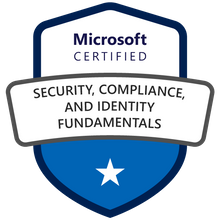 Microsoft
CERTIFIED
SECURITY, COMPLIANCE,
AND IDENTITY
FUNDAMENTALS